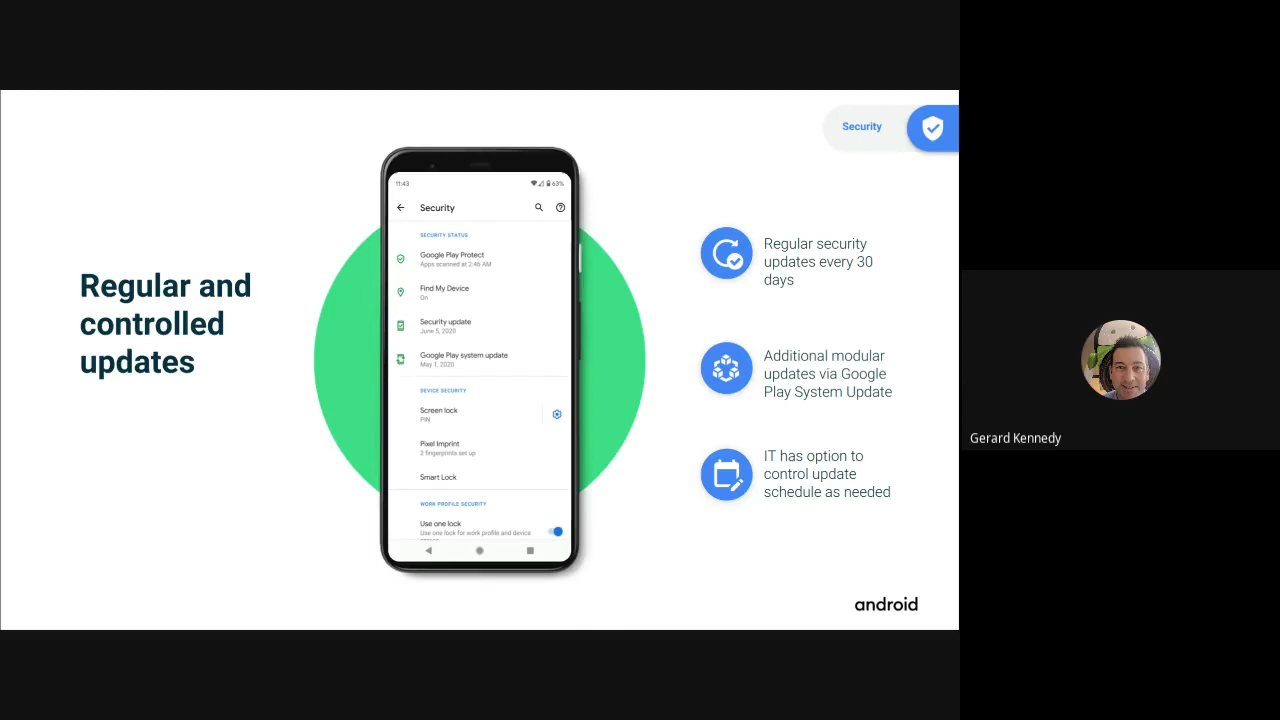 Security
Regular and
controlled
updates
11:43
63%
Security
SECURITY STATUS
Google Play Protect
Apps scanned at 2:46 AM
Find My Device
On
Security update
June 5, 2020
Google Play system update
May 1, 2020
DEVICE SECURITY
Screen lock
PIN
Pixel Imprint
2 fingerprints set up
Smart Lock
WORK PROFILE SECURITY
Use one lock
Use one lock for work profile and device
Regular security
updates every 30
days
Additional modular
updates via Google
Play System Update
IT has option to
control update
schedule as needed
android
Gerard Kennedy